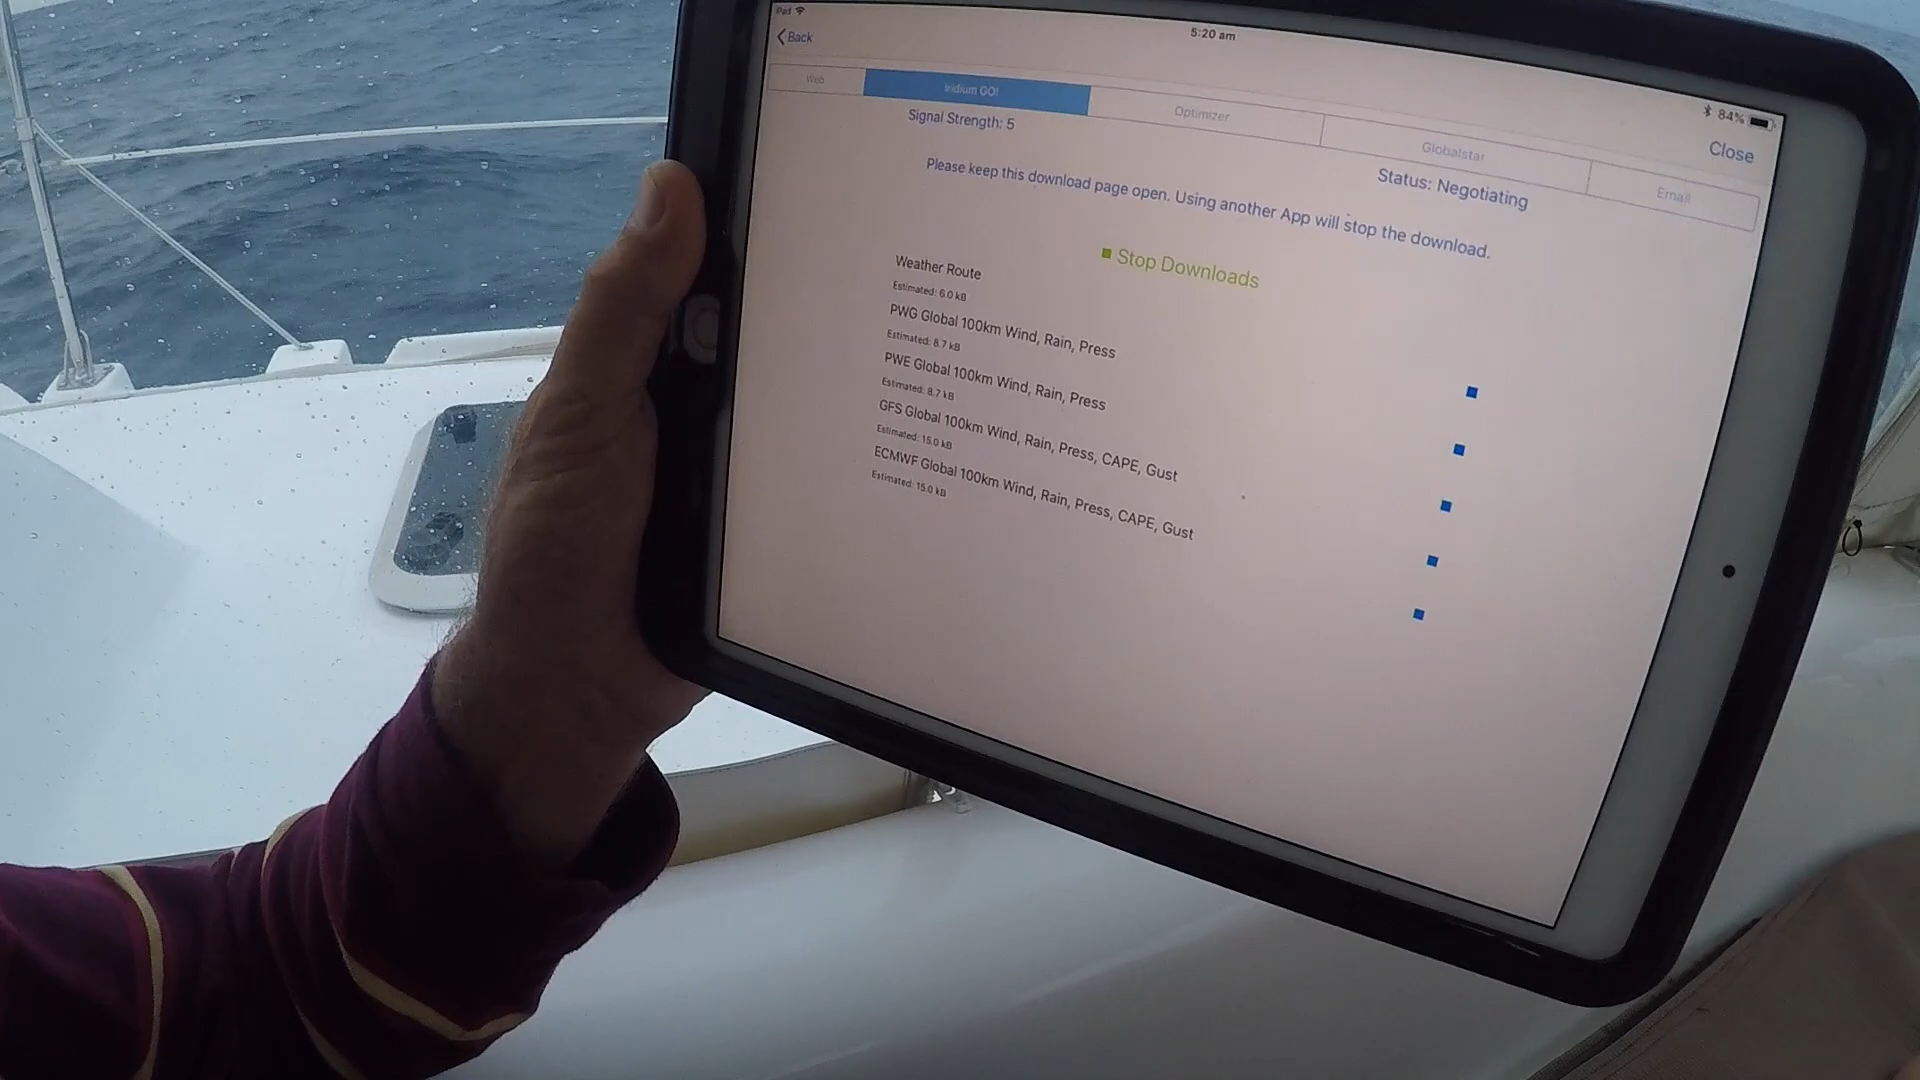 iPad
5:20 am
84%
Back
Close
Web
Iridium GO!
Optimizer
Globalstar
Email
Signal Strength: 5
Status: Negotiating
Please keep this download page open. Using another App will stop the download.
Stop Downloads
Weather Route
Estimated: 6.0 kB
PWG Global 100km Wind, Rain, Press
Estimated: 8.7 kB
PWE Global 100km Wind, Rain, Press
Estimated: 8.7 kB
GFS Global 100km Wind, Rain, Press, CAPE, Gust
Estimated: 15.0 kB
ECMWF Global 100km Wind, Rain, Press, CAPE, Gust
Estimated: 15.0 kB